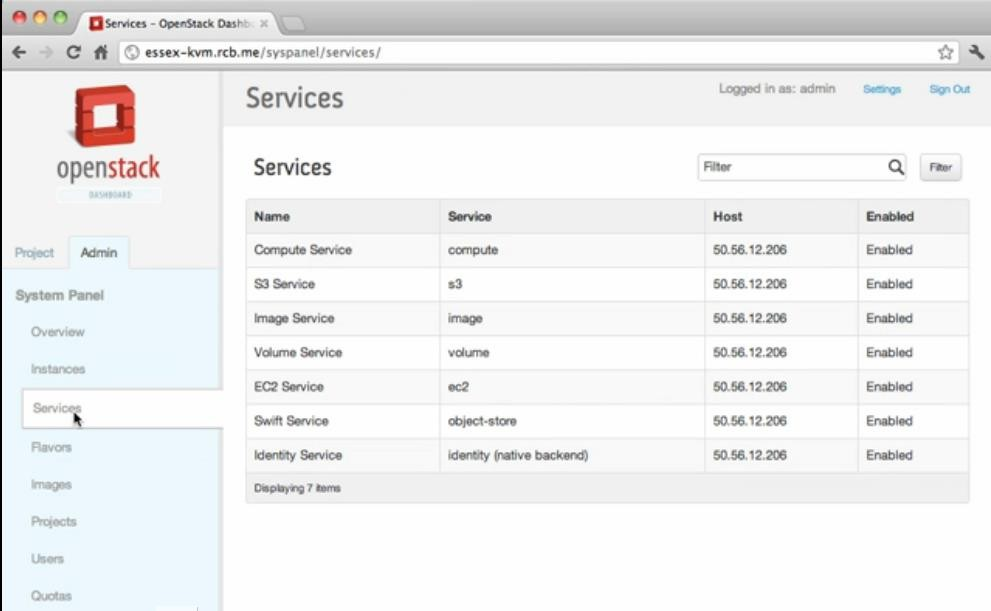 Services - OpenStack Dashb
essex-kvm.rcb.me/syspanel/services/
openstack
DASHBOARD
Project Admin
System Panel
Overview
Instances
Services
Flavors
Images
Projects
Users
Quotas
Services
Logged in as: admin Settings Sign Out
Services
Filter Filter
Name Service Host Enabled
Compute Service compute 50.56.12.206 Enabled
S3 Service s3 50.56.12.206 Enabled
Image Service image 50.56.12.206 Enabled
Volume Service volume 50.56.12.206 Enabled
EC2 Service ec2 50.56.12.206 Enabled
Swift Service object-store 50.56.12.206 Enabled
Identity Service identity (native backend) 50.56.12.206 Enabled
Displaying 7 items